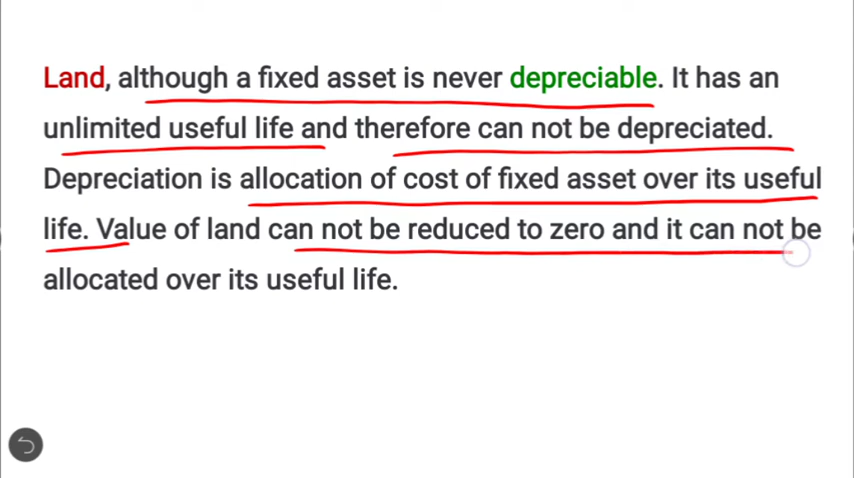 Land, although a fixed asset is never depreciable. It has an
unlimited useful life and therefore can not be depreciated.
Depreciation is allocation of cost of fixed asset over its useful
life. Value of land can not be reduced to zero and it can not be
allocated over its useful life.